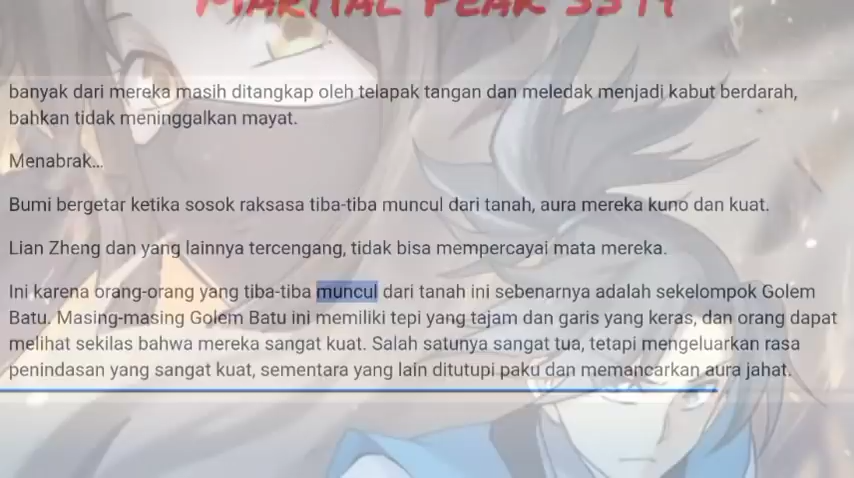 MARTIAL PEAK
banyak dari mereka masih ditangkap oleh telapak tangan dan meledak menjadi kabut berdarah,
bahkan tidak meninggalkan mayat.
Menabrak...
Bumi bergetar ketika sosok raksasa tiba-tiba muncul dari tanah, aura mereka kuno dan kuat.
Lian Zheng dan yang lainnya tercengang, tidak bisa mempercayai mata mereka.
Ini karena orang-orang yang tiba-tiba muncul dari tanah ini sebenarnya adalah sekelompok Golem
Batu. Masing-masing Golem Batu ini memiliki tepi yang tajam dan garis yang keras, dan orang dapat
melihat sekilas bahwa mereka sangat kuat. Salah satunya sangat tua, tetapi mengeluarkan rasa
penindasan yang sangat kuat, sementara yang lain ditutupi paku dan memancarkan aura jahat.